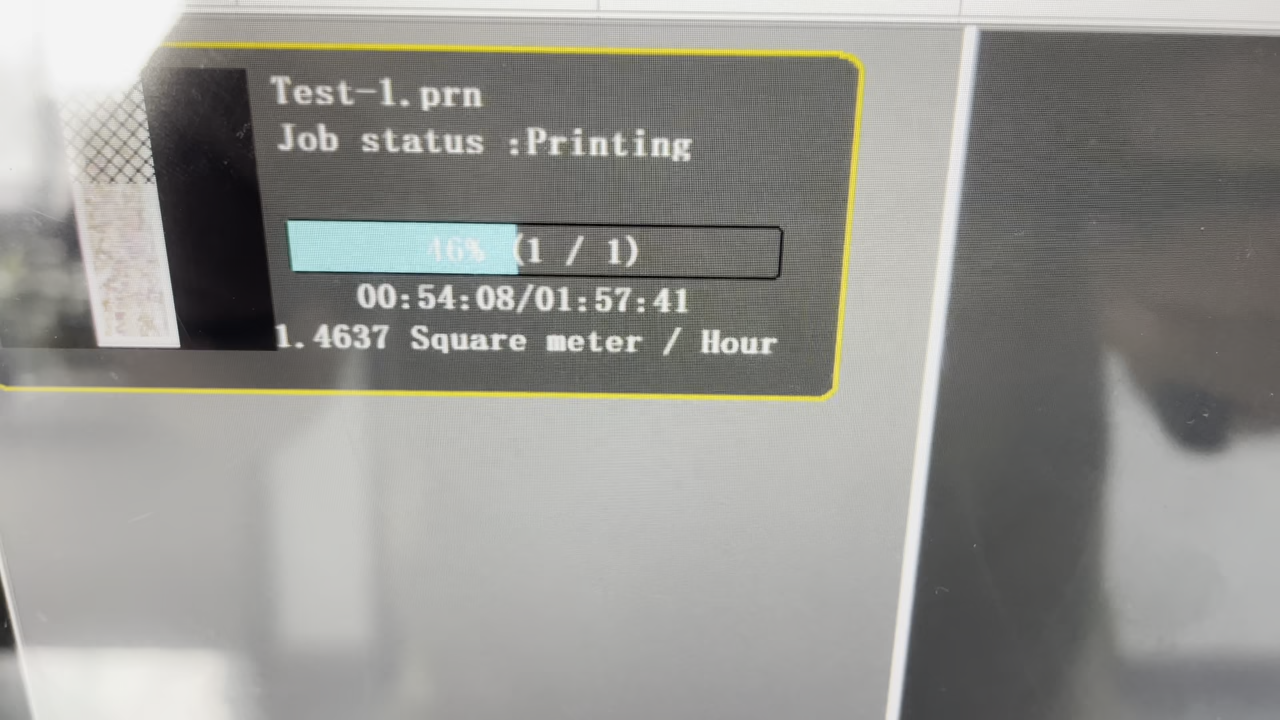 Test-1.prn
Job status :Printing
46% (1 / 1)
00:54:08/01:57:41
1.4637 Square meter / Hour